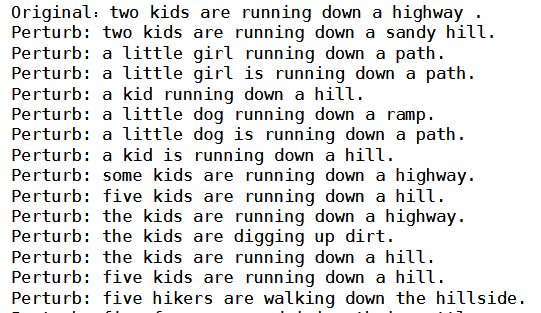 Original：two kids are running down a highway .
Perturb: two kids are running down a sandy hill.
Perturb: a little girl running down a path.
Perturb: a little girl is running down a path.
Perturb: a kid running down a hill.
Perturb: a little dog running down a ramp.
Perturb: a little dog is running down a path.
Perturb: a kid is running down a hill.
Perturb: some kids are running down a highway.
Perturb: five kids are running down a hill.
Perturb: the kids are running down a highway.
Perturb: the kids are digging up dirt.
Perturb: the kids are running down a hill.
Perturb: five kids are running down a hill.
Perturb: five hikers are walking down the hillside.